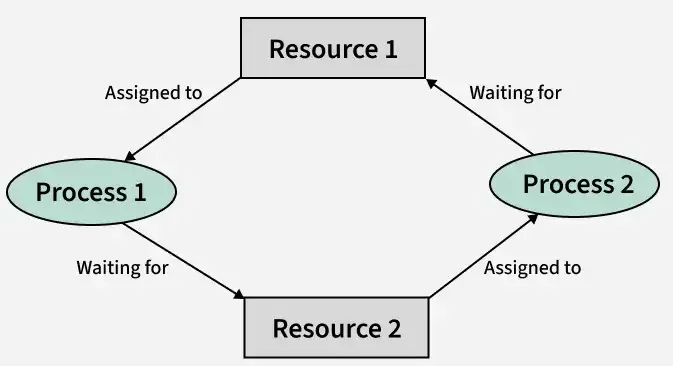 Resource 1
Assigned to
Waiting for
Process 1
Process 2
Waiting for
Assigned to
Resource 2